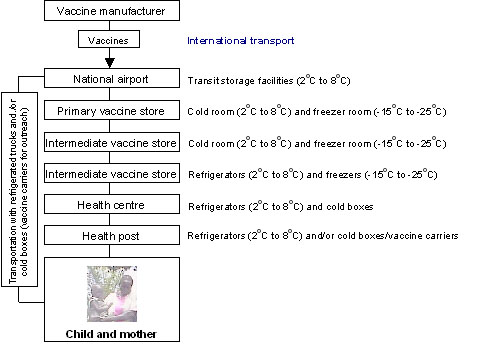 Vaccine manufacturer
Vaccines
International transport
National airport
Transit storage facilities (2°C to 8°C)
Primary vaccine store
Cold room (2°C to 8°C) and freezer room (-15°C to -25°C)
Intermediate vaccine store
Cold room (2°C to 8°C) and freezer room (-15°C to -25°C)
Intermediate vaccine store
Refrigerators (2°C to 8°C) and freezers (-15°C to -25°C)
Health centre
Refrigerators (2°C to 8°C) and cold boxes
Health post
Refrigerators (2°C to 8°C) and/or cold boxes/vaccine carriers
Child and mother
Transportation with refrigerated trucks and ./or
cold boxes (vaccine carriers for outreach)